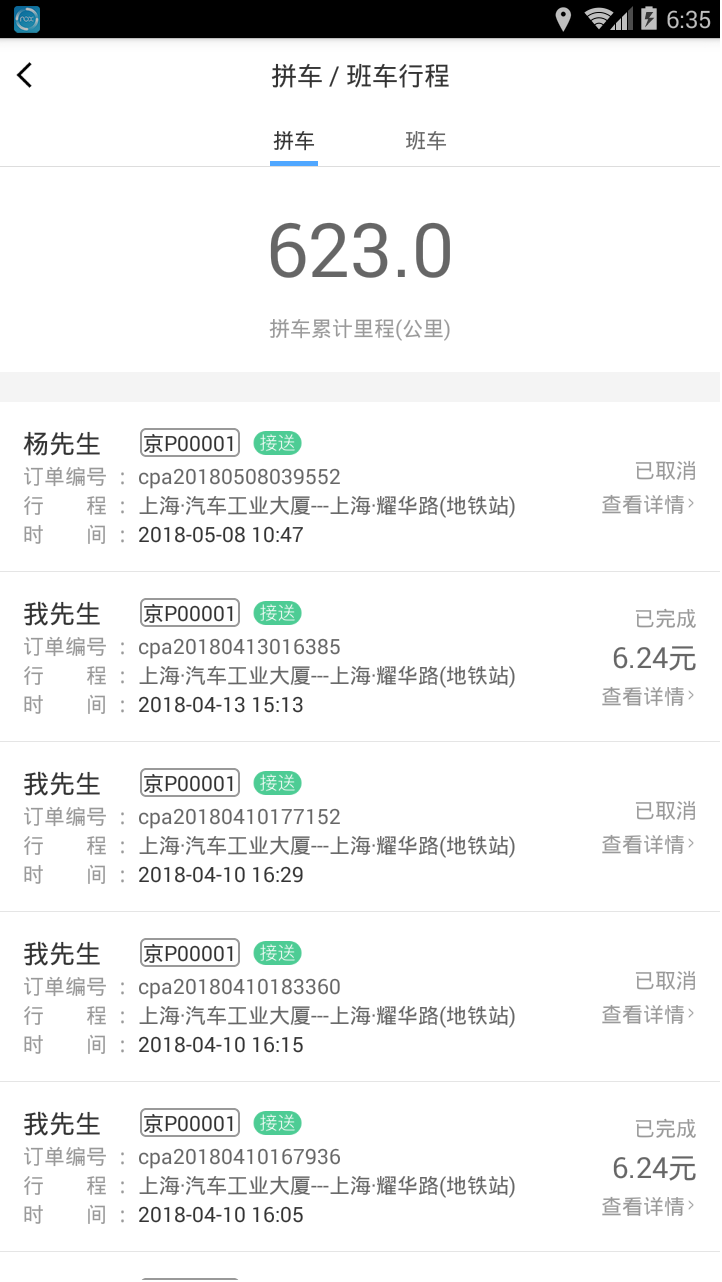 6:35
拼车 / 班车行程
拼车 班车
623.0
拼车累计里程(公里)
杨先生 京P00001 接送
已取消
订单编号 : cpa20180508039552
行 程 : 上海·汽车工业大厦---上海·耀华路(地铁站)
查看详情>
时 间 : 2018-05-08 10:47
我先生 京P00001 接送
已完成
订单编号 : cpa20180413016385
6.24元
行 程 : 上海·汽车工业大厦---上海·耀华路(地铁站)
查看详情>
时 间 : 2018-04-13 15:13
我先生 京P00001 接送
已取消
订单编号 : cpa20180410177152
行 程 : 上海·汽车工业大厦---上海·耀华路(地铁站)
查看详情>
时 间 : 2018-04-10 16:29
我先生 京P00001 接送
已取消
订单编号 : cpa20180410183360
行 程 : 上海·汽车工业大厦---上海·耀华路(地铁站)
查看详情>
时 间 : 2018-04-10 16:15
我先生 京P00001 接送
已完成
订单编号 : cpa20180410167936
6.24元
行 程 : 上海·汽车工业大厦---上海·耀华路(地铁站)
查看详情>
时 间 : 2018-04-10 16:05